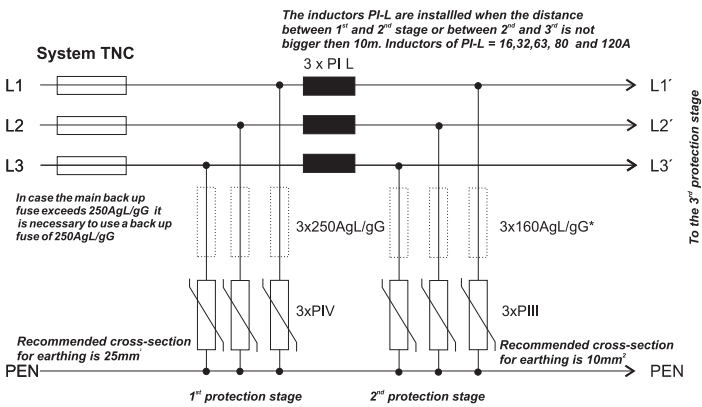 The inductors PI-L are installled when the distance
between 1st and 2nd stage or between 2nd and 3rd is not
bigger then 10m. Inductors of PI-L = 16,32,63, 80 and 120A
System TNC
3 x PI L
L1
L1´
L2
L2´
L3
L3´
To the 3rd protection stage
In case the main back up
fuse exceeds 250AgL/gG it
is necessary to use a back up
fuse of 250AgL/gG
3x250AgL/gG
3x160AgL/gG*
3xPIV
3xPIII
Recommended cross-section
for earthing is 25mm
Recommended cross-section
for earthing is 10mm²
PEN
PEN
1st protection stage
2nd protection stage